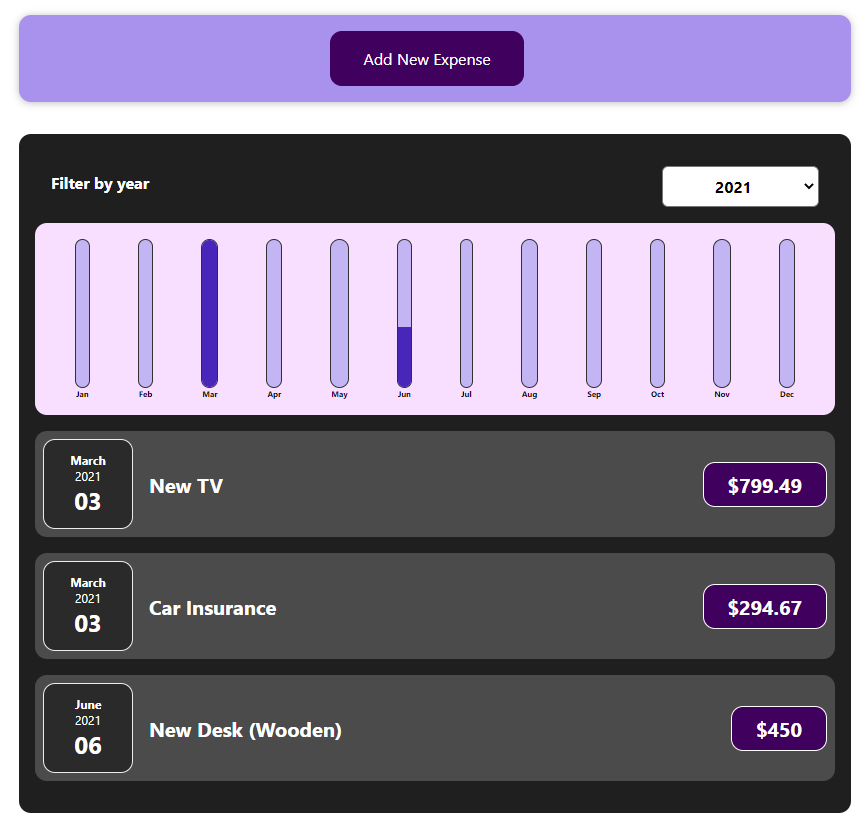 Add New Expense
Filter by year
2021
Jan Feb Mar Apr May Jun Jul Aug Sep Oct Nov Dec
March
2021
03
New TV
$799.49
March
2021
03
Car Insurance
$294.67
June
2021
06
New Desk (Wooden)
$450